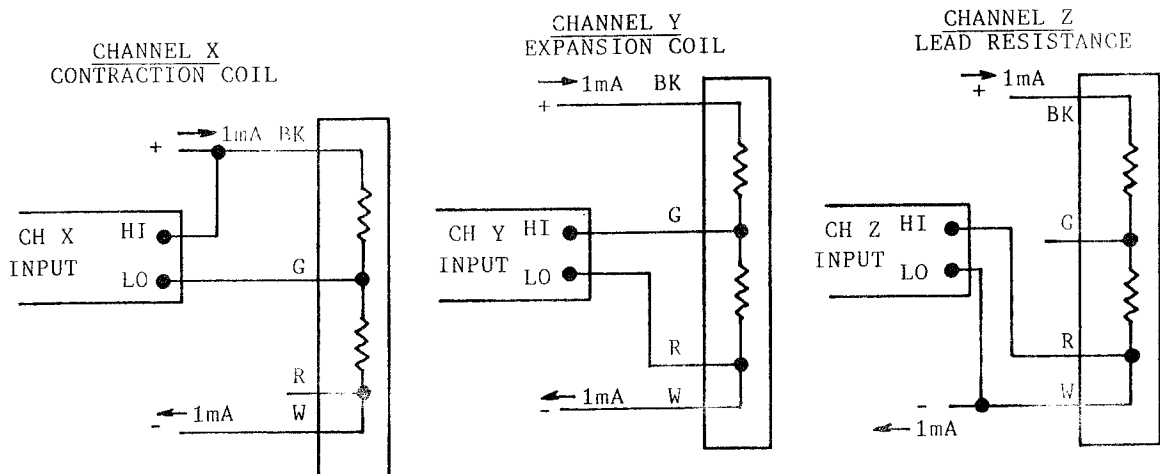 CHANNEL X
CONTRACTION COIL
+
1mA BK
CH X HI
INPUT
LO
G
R
W
- 1mA
CHANNEL Y
EXPANSION COIL
1mA BK
+
G
CH Y HI
INPUT
LO
R
- 1mA W
CHANNEL Z
LEAD RESISTANCE
1mA
+
BK
G
CH Z HI
INPUT
LO
R
W
-
1mA